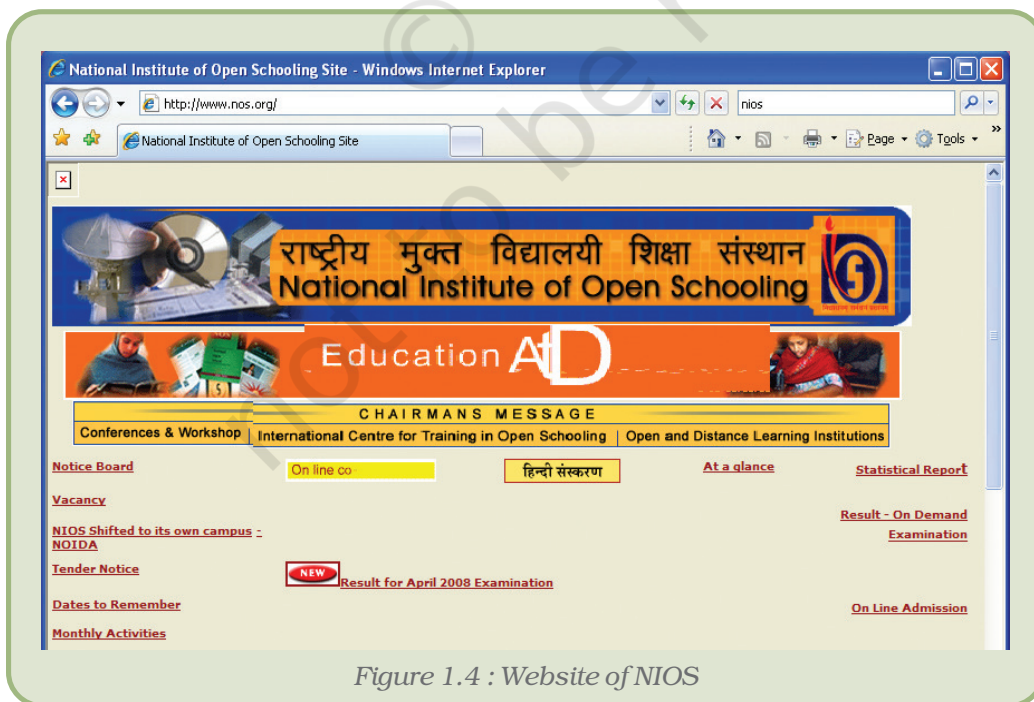 National Institute of Open Schooling Site - Windows Internet Explorer
http://www.nos.org/
nios
National Institute of Open Schooling Site
Page
Tools
राष्ट्रीय मुक्त विद्यालयी शिक्षा संस्थान
National Institute of Open Schooling
Education AtD
CHAIRMANS MESSAGE
Conferences & Workshop | International Centre for Training in Open Schooling | Open and Distance Learning Institutions
Notice Board
On line co
हिन्दी संस्करण
At a glance
Statistical Report
Vacancy
Result - On Demand
Examination
NIOS Shifted to its own campus -
NOIDA
Tender Notice
NEW Result for April 2008 Examination
Dates to Remember
On Line Admission
Monthly Activities
Figure 1.4 : Website of NIOS
© not to be r